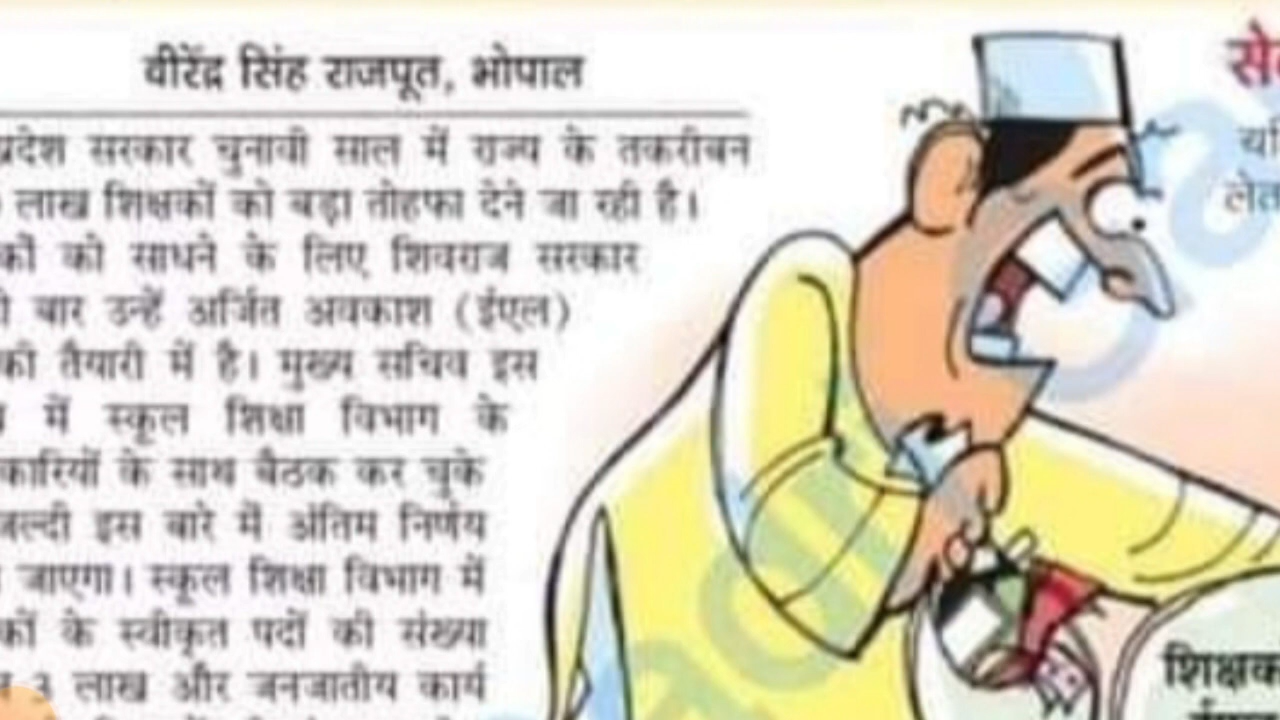 वीरेंद्र सिंह राजपूत, भोपाल
प्रदेश सरकार चुनावी साल में राज्य के तकरीबन
लाख शिक्षकों को बड़ा तोहफा देने जा रही है।
को साधने के लिए शिवराज सरकार
बार उन्हें अर्जित अवकाश (ईएल)
की तैयारी में है। मुख्य सचिव इस
में स्कूल शिक्षा विभाग के
कारियों के साथ बैठक कर चुके
जल्दी इस बारे में अंतिम निर्णय
जाएगा। स्कूल शिक्षा विभाग में
कों के स्वीकृत पदों की संख्या
3 लाख और जनजातीय कार्य
शिक्षक